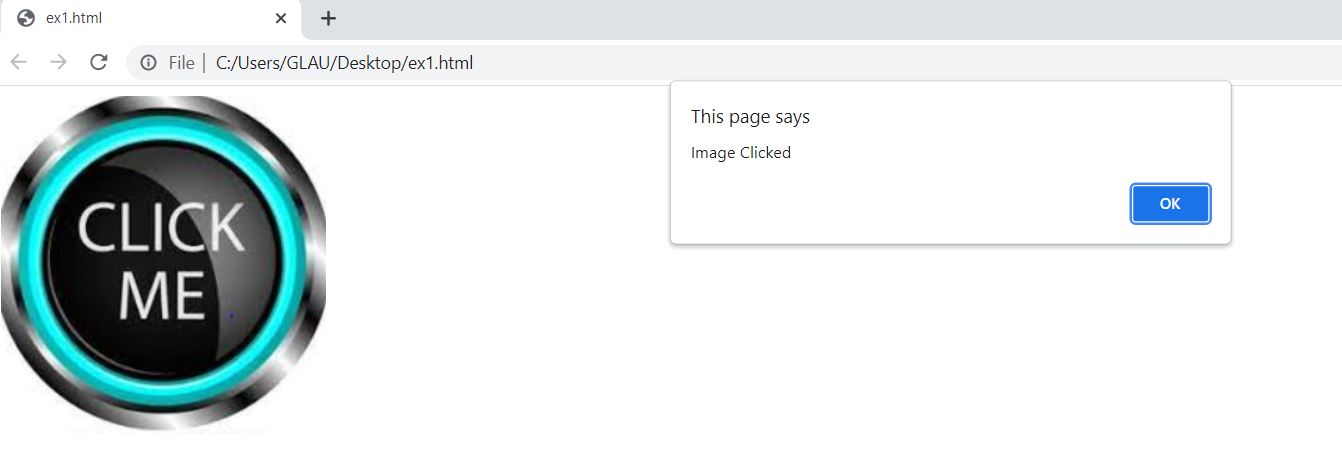 ex1.html
File | C:/Users/GLAU/Desktop/ex1.html
This page says
Image Clicked
OK
CLICK
ME